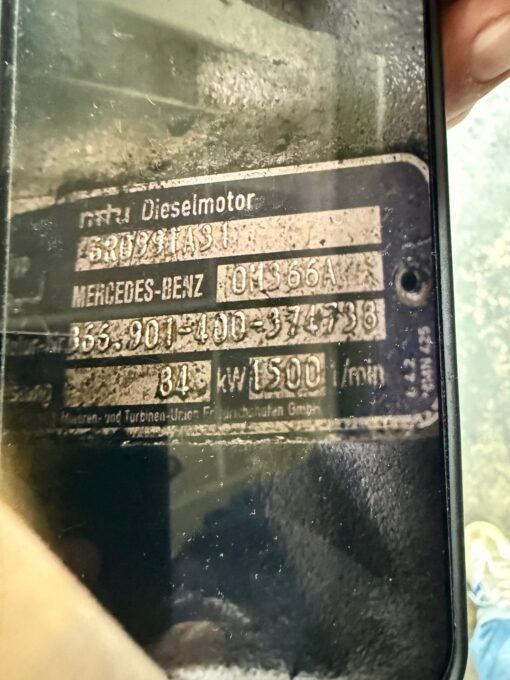 mtu Dieselmotor
6R0391A31
MERCEDES-BENZ OM366A
366.901-400-374738
84 kW 1500 1/min
Motoren- und Turbinen-Union Friedrichshafen GmbH